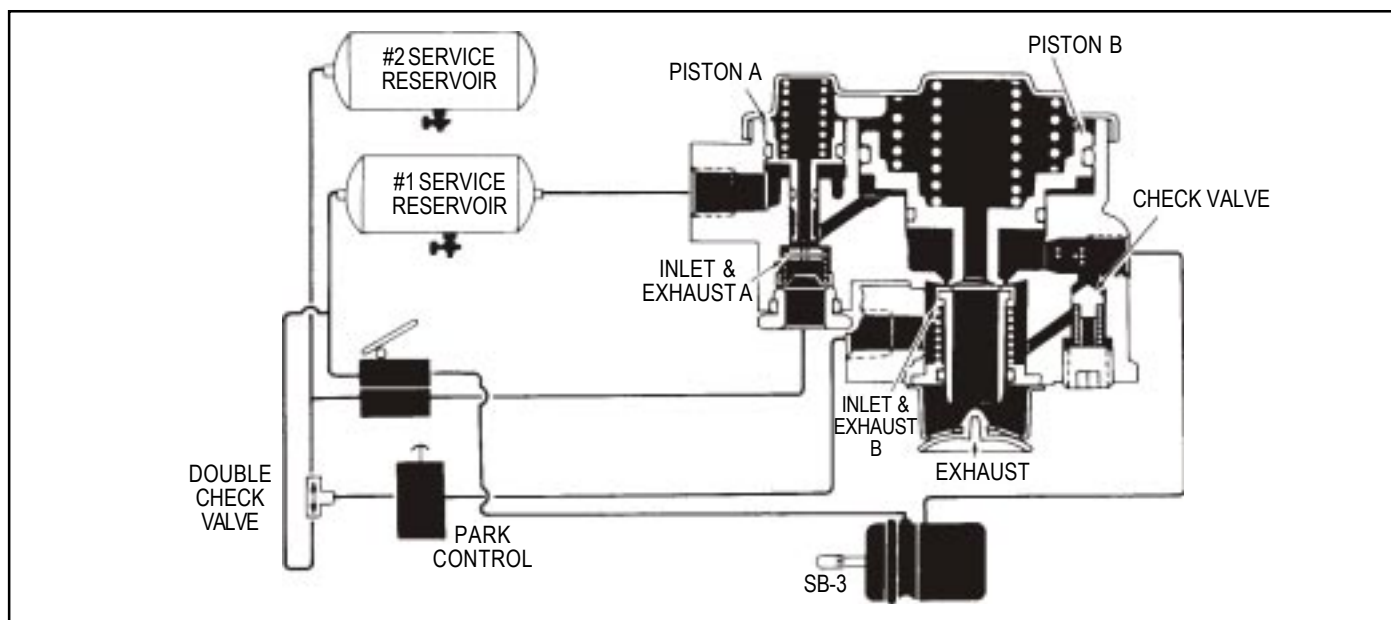 #2 SERVICE
RESERVOIR
#1 SERVICE
RESERVOIR
PISTON A
PISTON B
CHECK VALVE
INLET &
EXHAUST A
INLET &
EXHAUST
B
EXHAUST
DOUBLE
CHECK
VALVE
PARK
CONTROL
SB-3